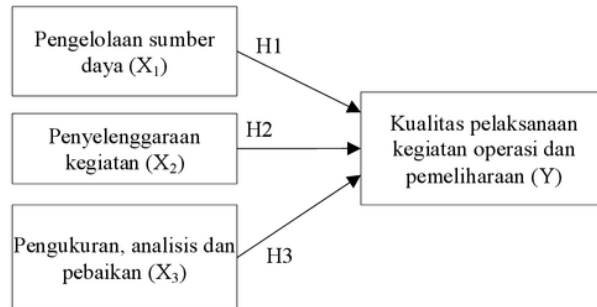 Pengelolaan sumber
daya (X₁)
H1
Penyelenggaraan
kegiatan (X₂)
H2
Pengukuran, analisis dan
pebaikan (X₃)
H3
Kualitas pelaksanaan
kegiatan operasi dan
pemeliharaan (Y)